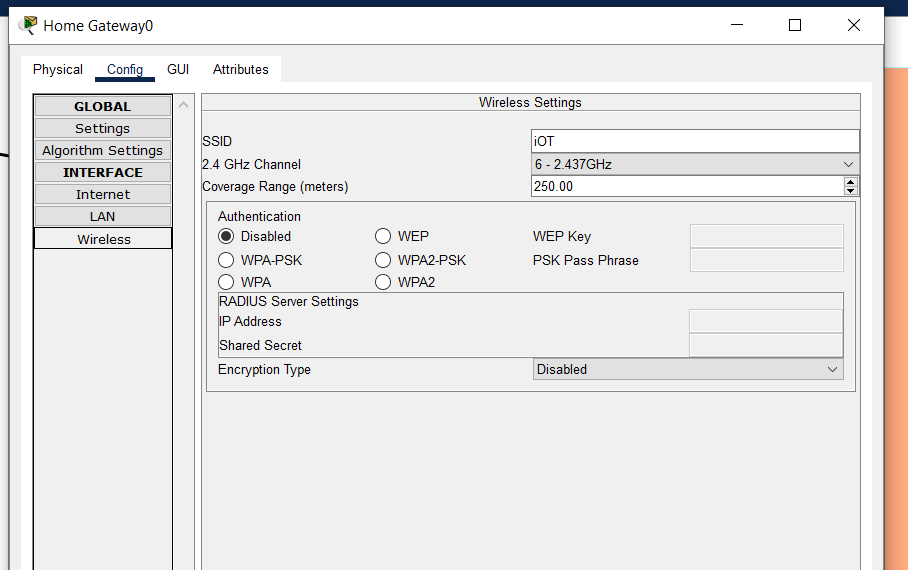 Home Gateway0
Physical Config GUI Attributes
GLOBAL
Settings
Algorithm Settings
INTERFACE
Internet
LAN
Wireless
Wireless Settings
SSID iOT
2.4 GHz Channel 6 - 2.437GHz
Coverage Range (meters) 250.00
Authentication
Disabled WEP WEP Key
WPA-PSK WPA2-PSK PSK Pass Phrase
WPA WPA2
RADIUS Server Settings
IP Address
Shared Secret
Encryption Type Disabled